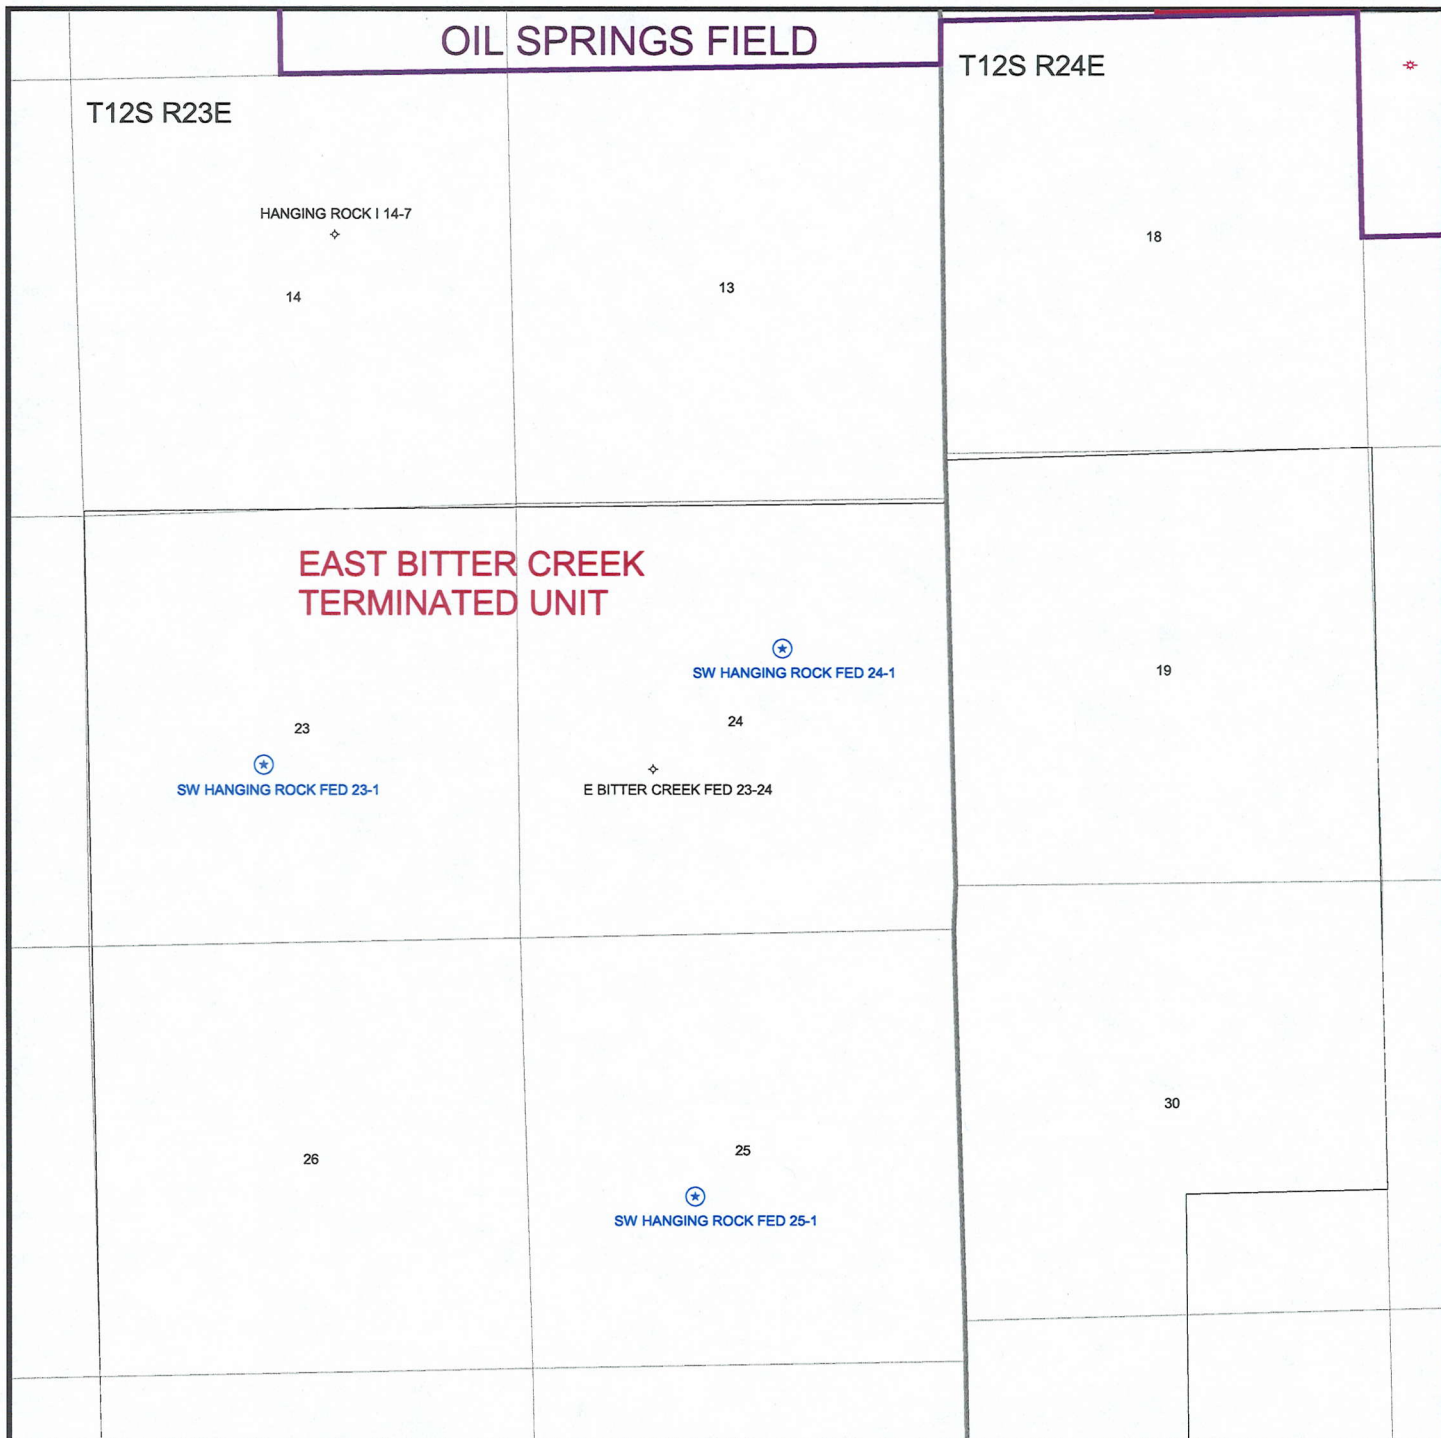 OIL SPRINGS FIELD
T12S R24E
T12S R23E
HANGING ROCK I 14-7
18
13
14
EAST BITTER CREEK
TERMINATED UNIT
SW HANGING ROCK FED 24-1
19
24
23
SW HANGING ROCK FED 23-1
E BITTER CREEK FED 23-24
30
25
26
SW HANGING ROCK FED 25-1